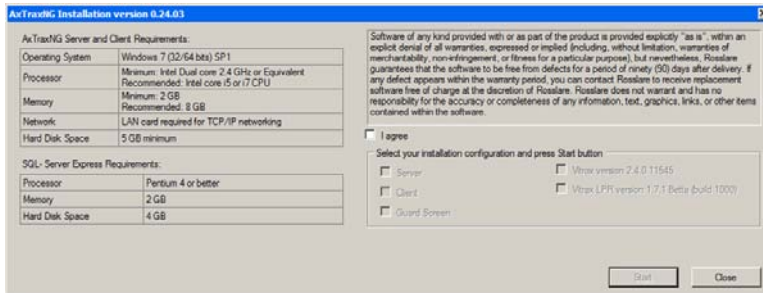 AxTraxNG Installation version 0.24.03
AxTraxNG Server and Client Requirements:
Operating System Windows 7 (32/64 bits) SP1
Processor Minimum: Intel Dual core 2.4 GHz or Equivalent
Recommended: Intel core i5 or i7 CPU
Memory Minimum: 2 GB
Recommended: 8 GB
Network LAN card required for TCP/IP networking
Hard Disk Space 5 GB minimum
SQL- Server Express Requirements:
Processor Pentium 4 or better
Memory 2 GB
Hard Disk Space 4 GB
Software of any kind provided with or as part of the product is provided explicitly "as is", within an
explicit denial of all warranties, expressed or implied (including, without limitation, warranties of
merchantability, non-infringement, or fitness for a particular purpose), but nevertheless, Rosslare
guarantees that the software to be free from defects for a period of ninety (90) days after delivery. If
any defect appears within the warranty period, you can contact Rosslare to receive replacement
software free of charge at the discretion of Rosslare. Rosslare does not warrant and has no
responsibility for the accuracy or completeness of any information, text, graphics, links, or other items
contained within the software.
I agree
Select your installation configuration and press Start button
Server
Client
Guard Screen
Vitrax version 2.4.0 11645
Vitrax LPR version 1.7.1 Betta (build 1000)
Start
Close